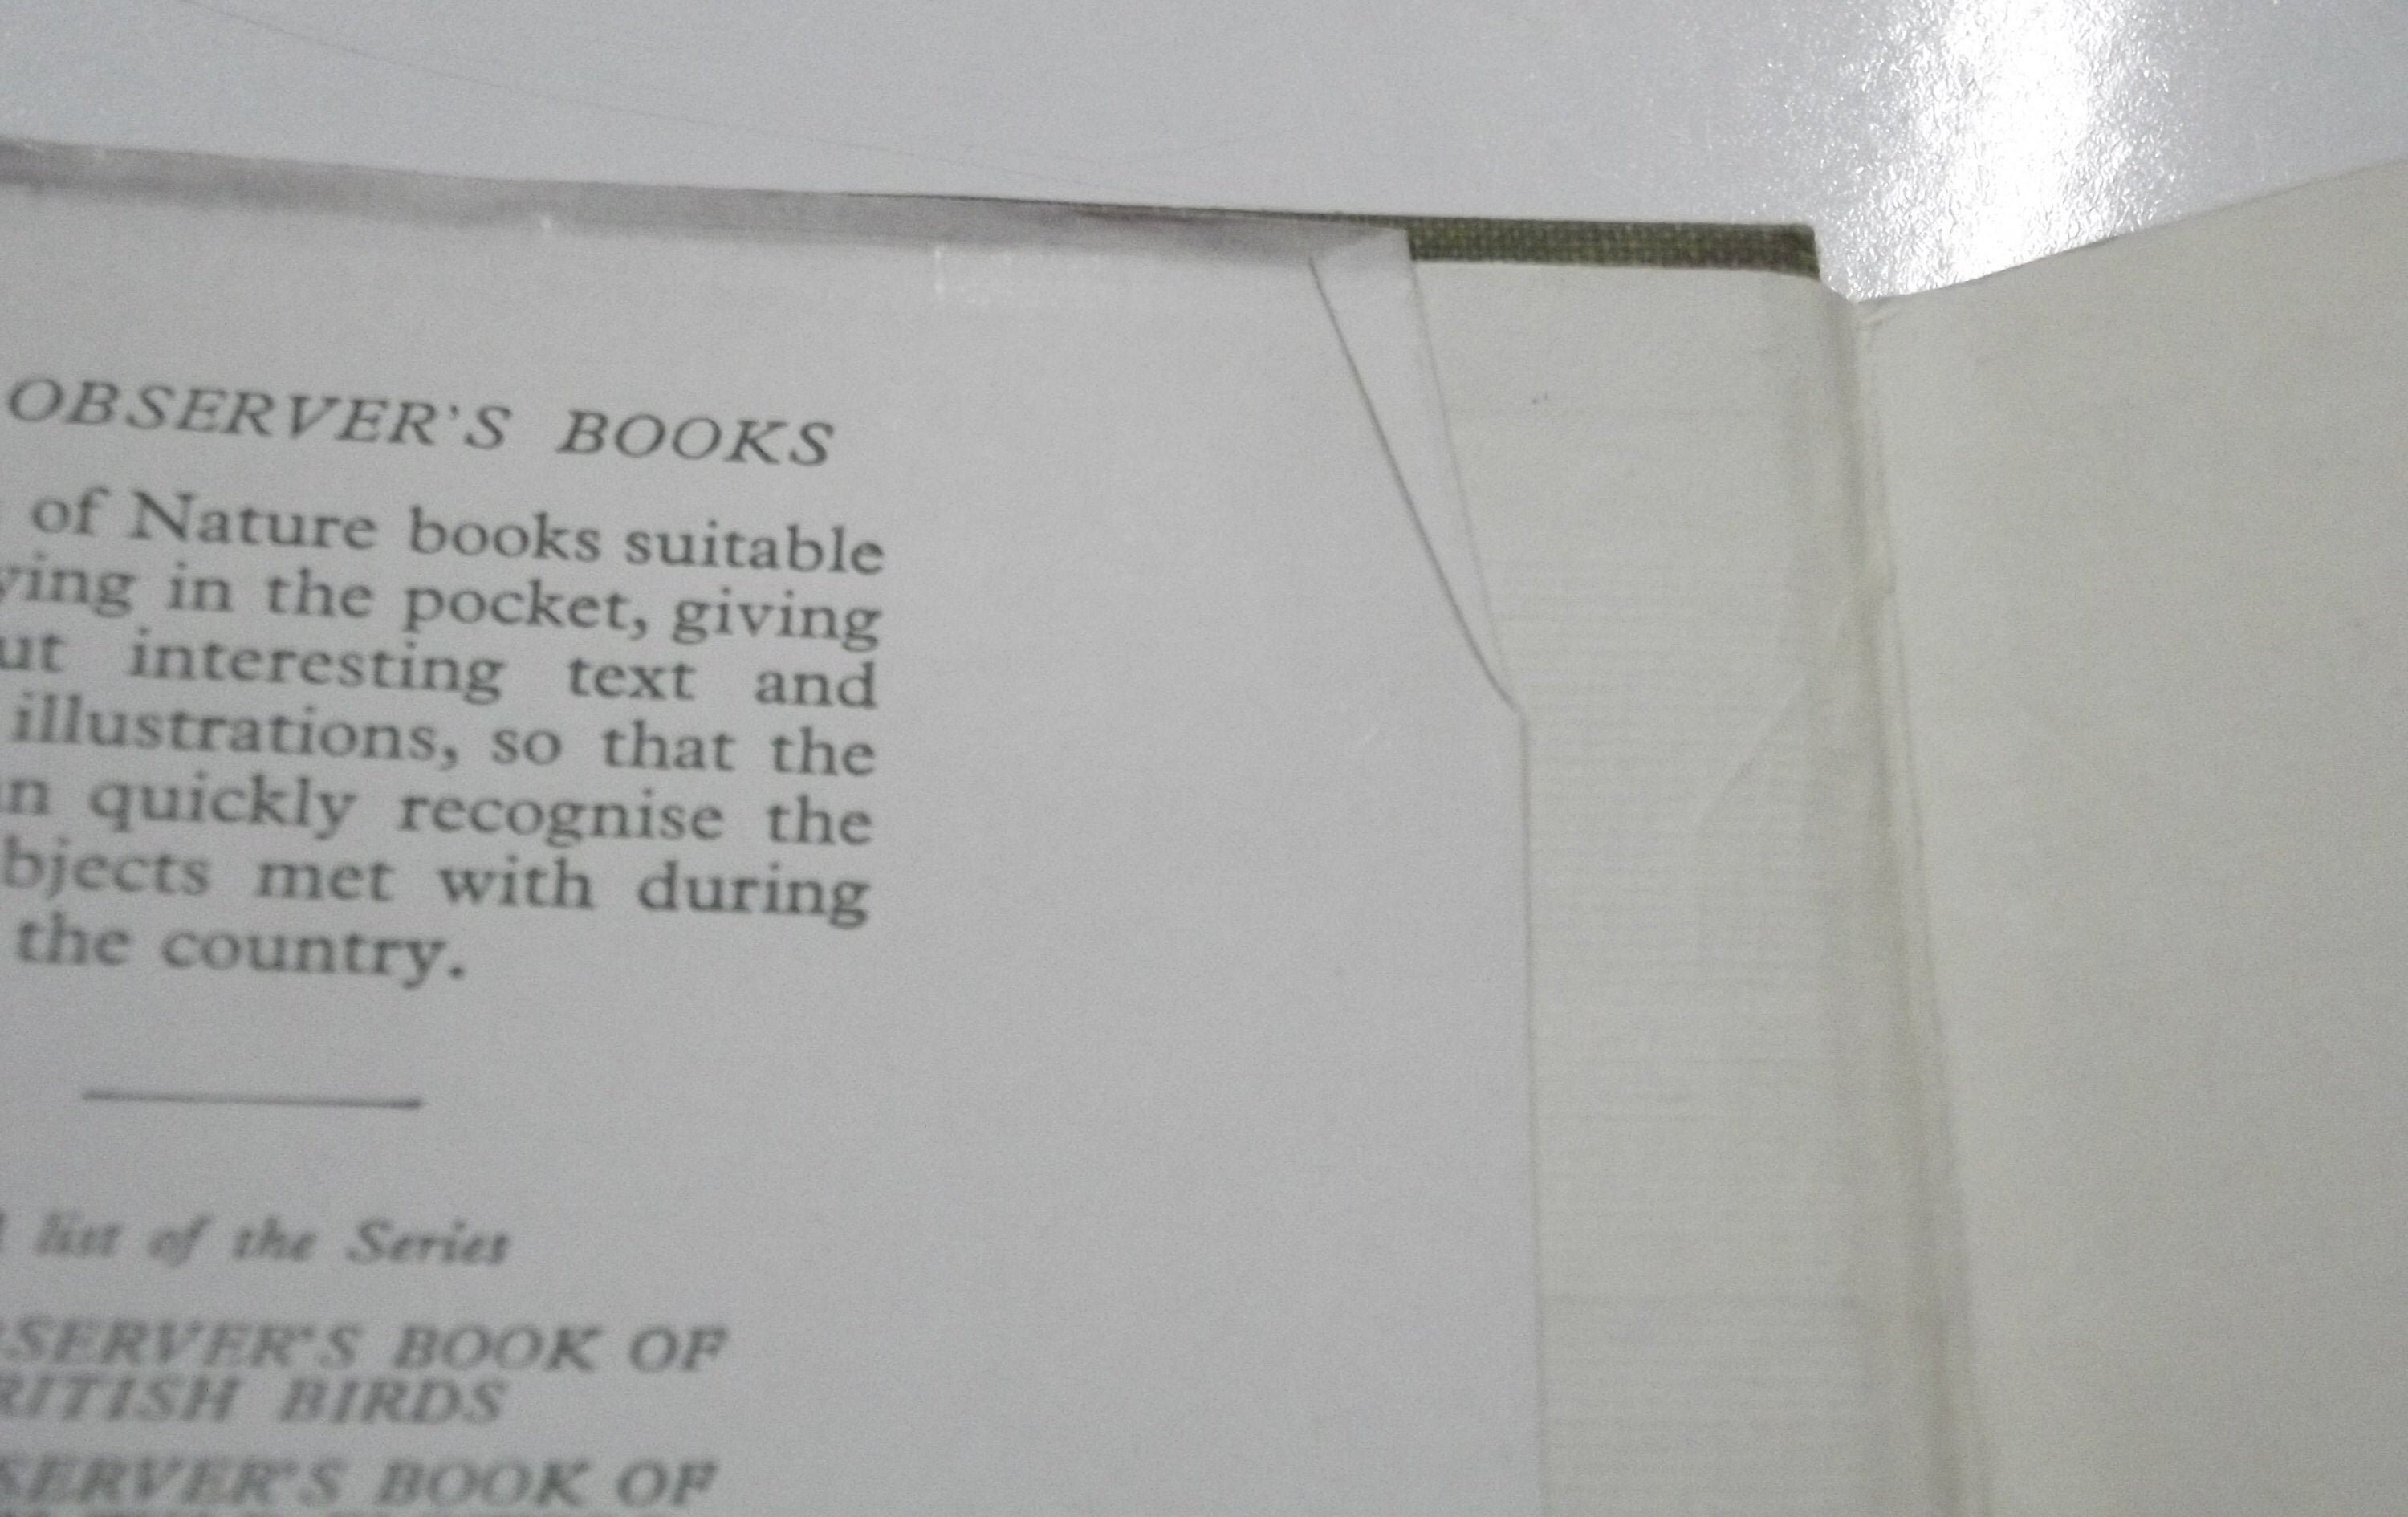 OBSERVER'S BOOKS
of Nature books suitable
ying in the pocket, giving
ut interesting text and
illustrations, so that the
n quickly recognise the
bjects met with during
the country.
list of the Series
SERVER'S BOOK OF
RITISH BIRDS
SERVER'S BOOK OF